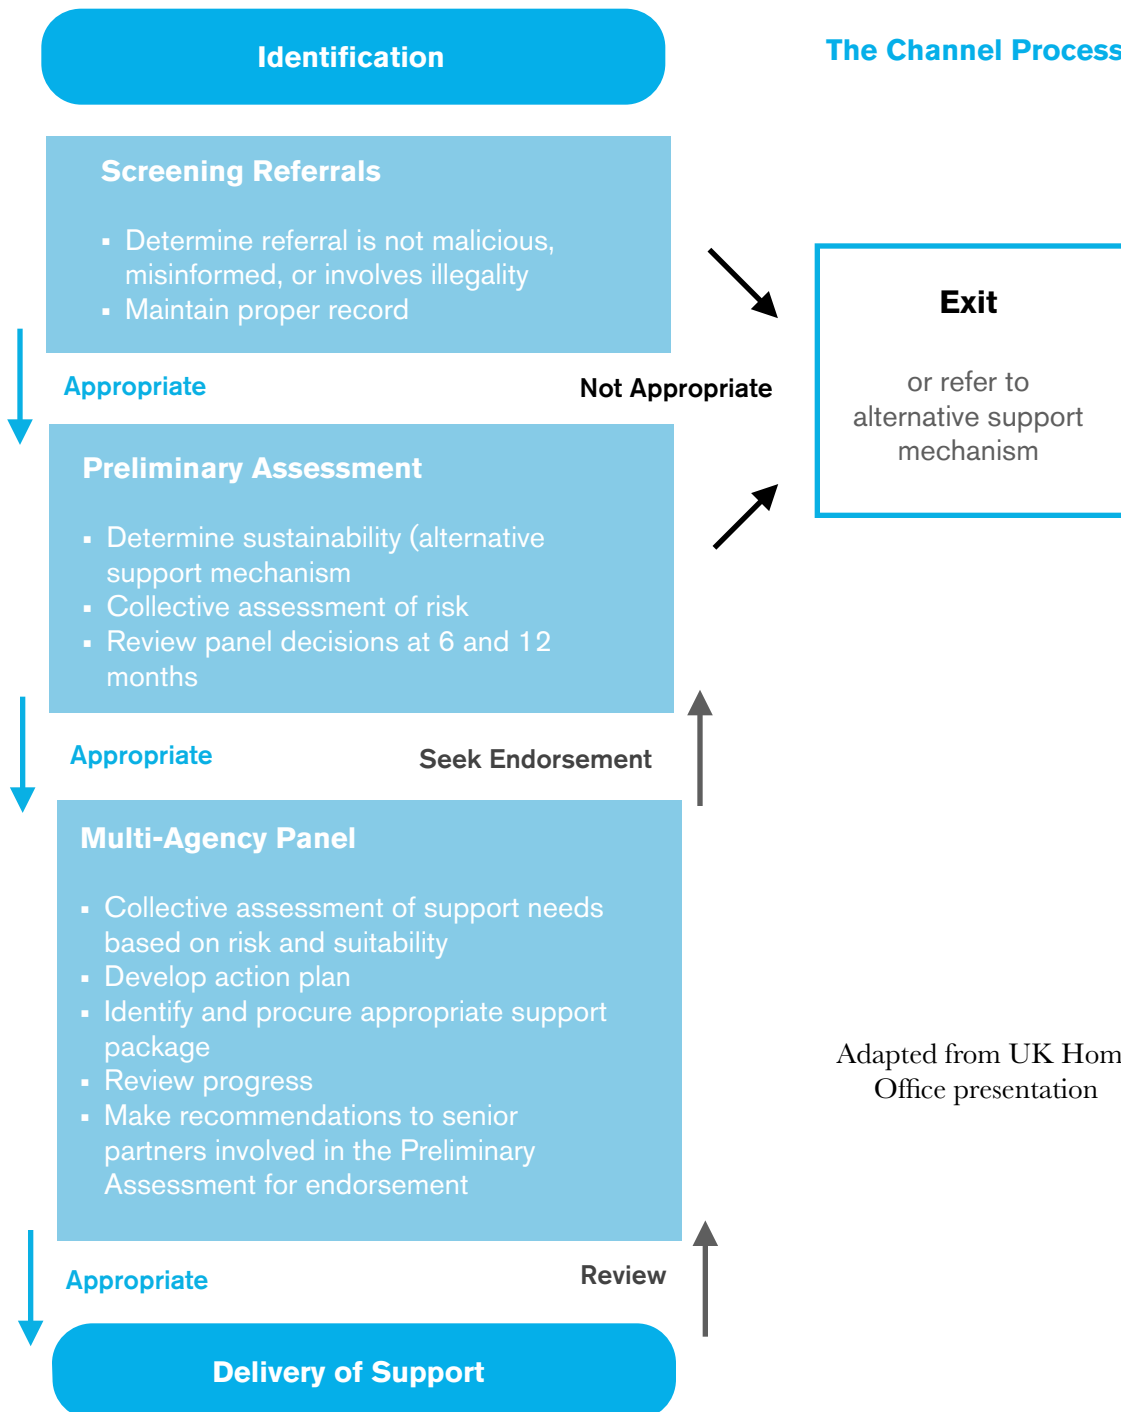 Identification
The Channel Process
Screening Referrals
▪ Determine referral is not malicious,
misinformed, or involves illegality
▪ Maintain proper record
Exit
or refer to
alternative support
mechanism
Appropriate
Not Appropriate
Preliminary Assessment
▪ Determine sustainability (alternative
support mechanism
▪ Collective assessment of risk
▪ Review panel decisions at 6 and 12
months
Appropriate
Seek Endorsement
Multi-Agency Panel
▪ Collective assessment of support needs
based on risk and suitability
▪ Develop action plan
▪ Identify and procure appropriate support
package
▪ Review progress
▪ Make recommendations to senior
partners involved in the Preliminary
Assessment for endorsement
Adapted from UK Hom
Office presentation
Appropriate
Review
Delivery of Support